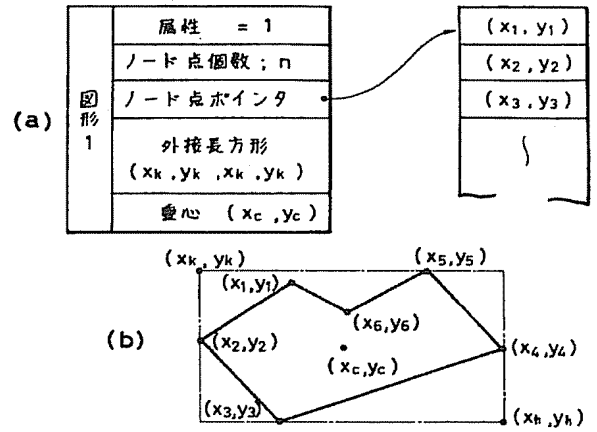 属性 = 1
ノード点個数 ; n
ノード点ポインタ
(a)
図形1
外接長方形
(xk, yk, xk, yk)
重心 (xc, yc)
(x1, y1)
(x2, y2)
(x3, y3)
(b)
(xk, yk)
(x5, y5)
(x1, y1)
(x6, y6)
(x2, y2)
(xc, yc)
(x4, y4)
(x3, y3)
(xh, yh)